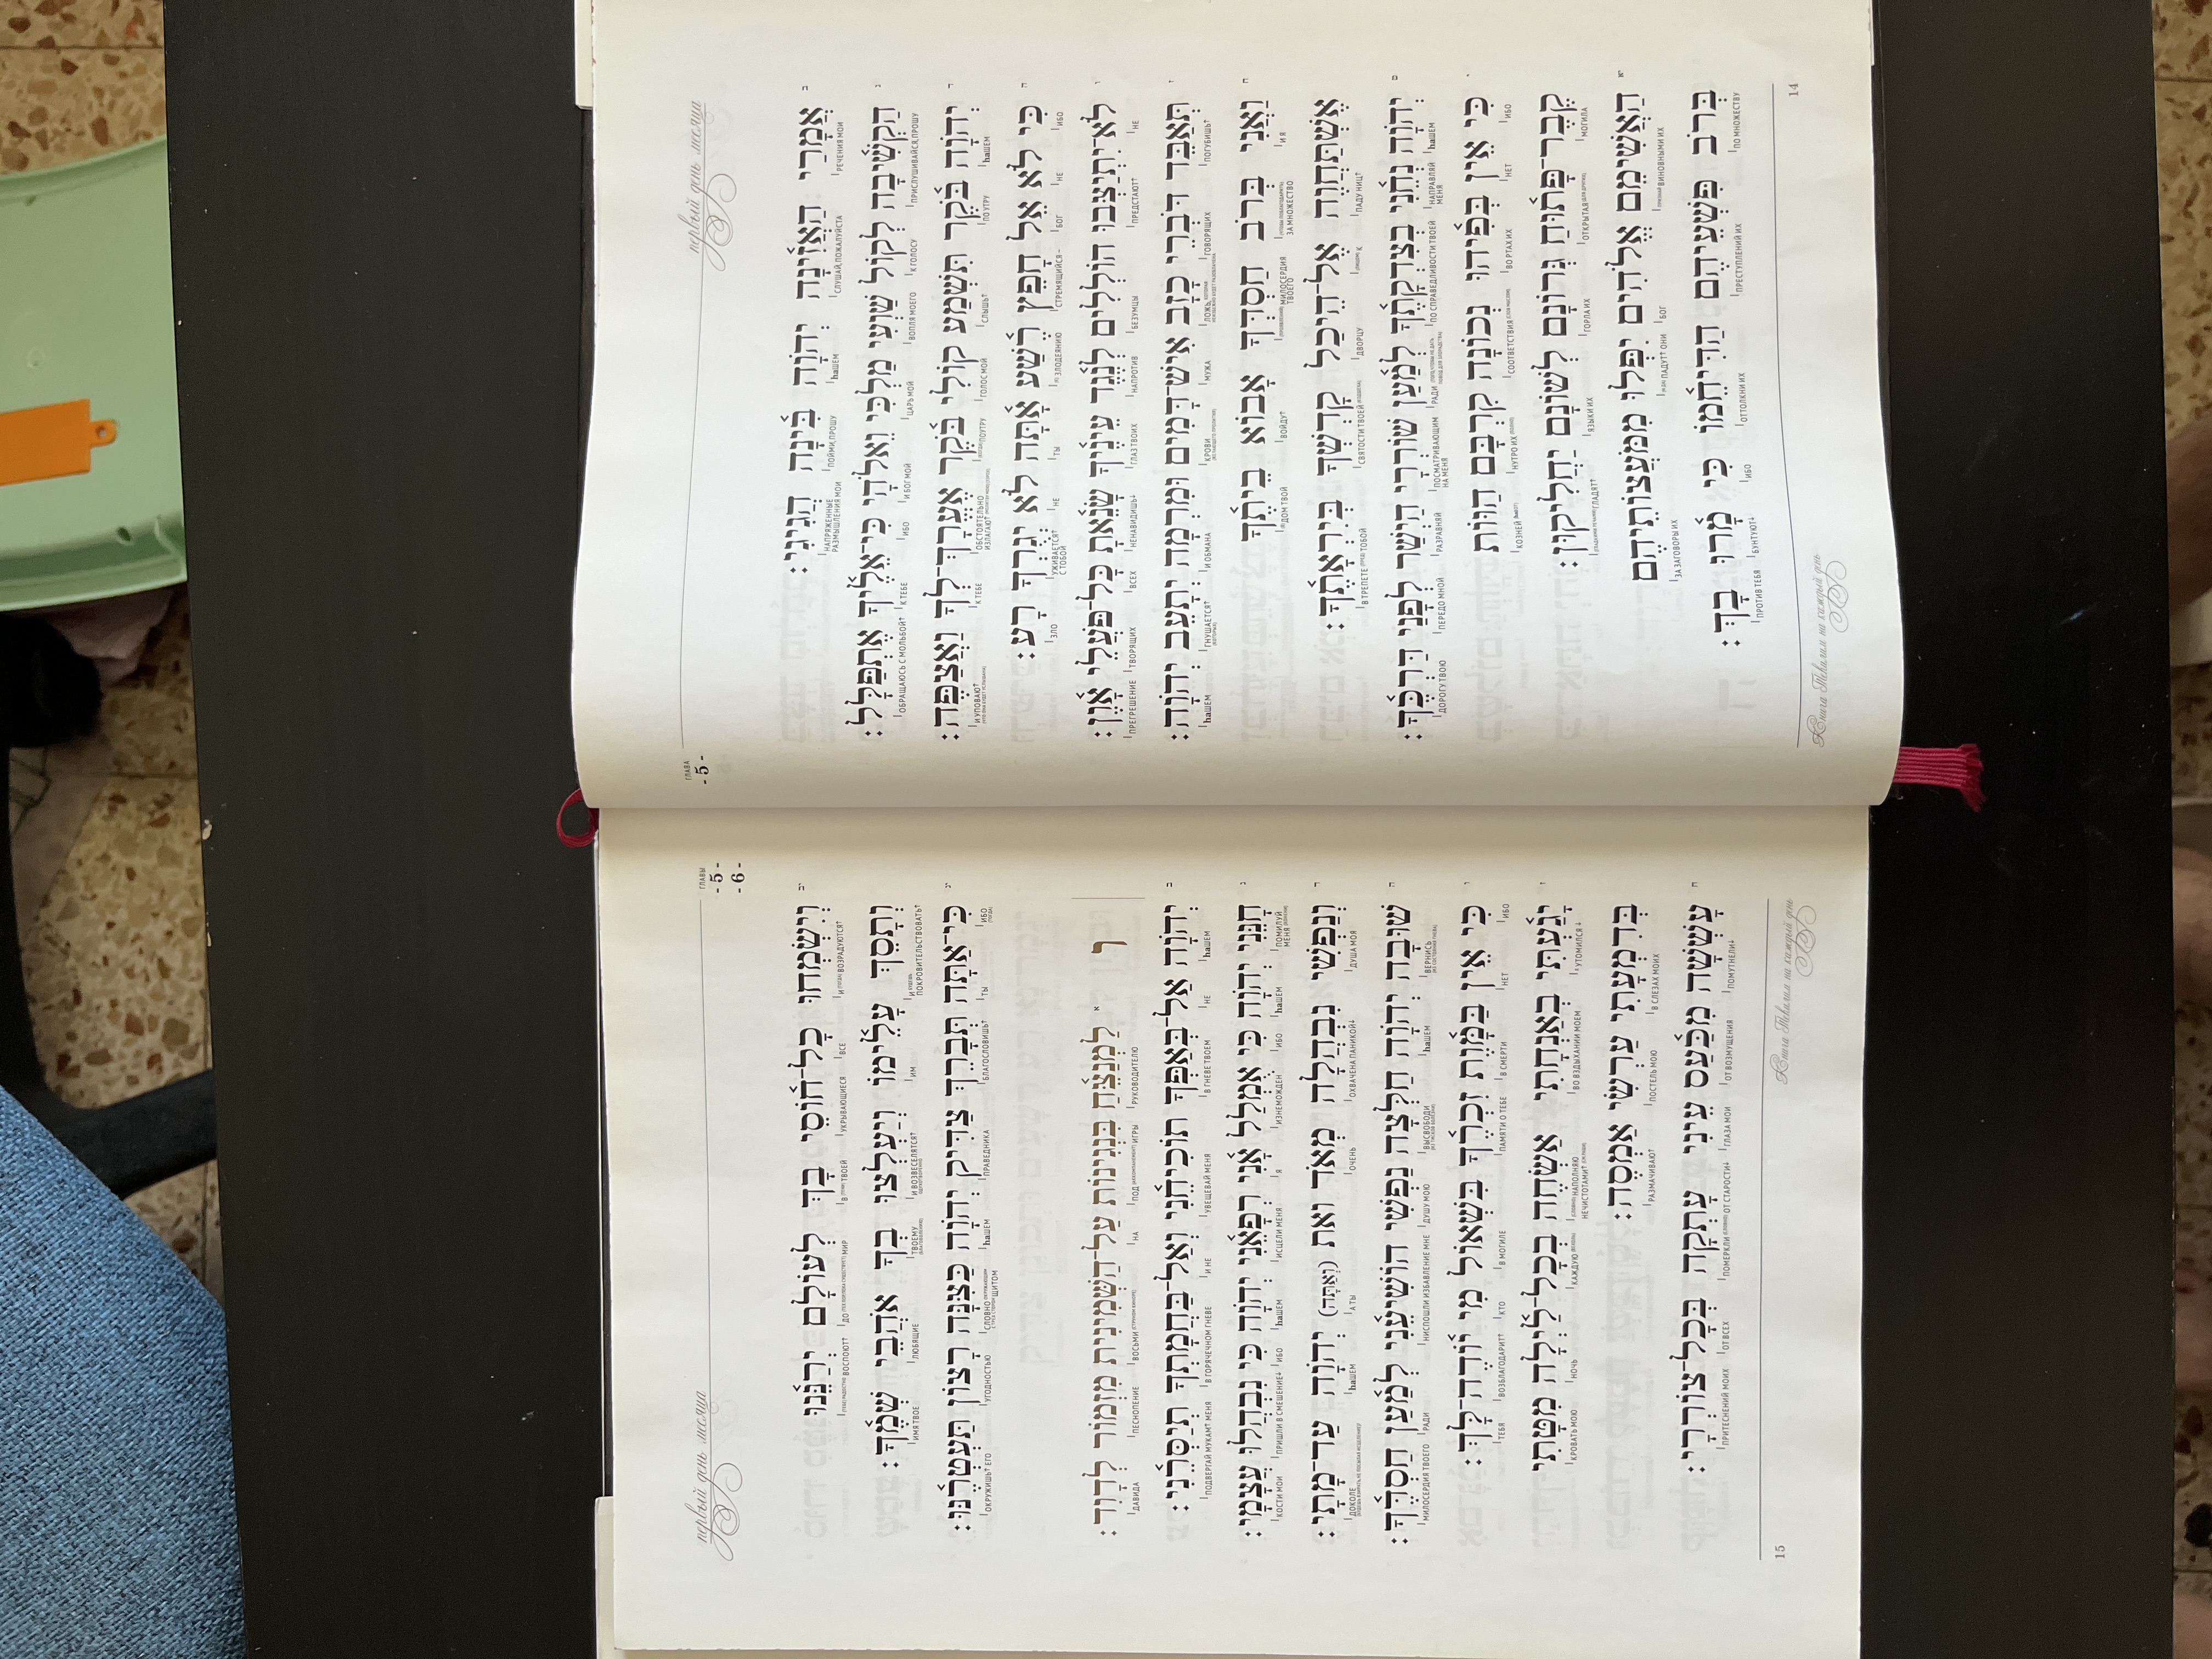 первый день месяца
ГЛАВА
- 5 -
ב אֲמָרַי הַאֲזִינָה יְהֹוָה בִּינָה הֲגִיגִי:
РЕЧЕНИЯ МОИ СЛУШАЙ, ПОЖАЛУЙСТА haШЕМ ПОЙМИ, ПРОШУ НАПРЯЖЕННЫЕ РАЗМЫШЛЕНИЯ МОИ
ג הַקְשִׁיבָה לְקוֹל שַׁוְעִי מַלְכִּי וֵאלֹהָי כִּי־אֵלֶיךָ אֶתְפַּלָּל:
ПРИСЛУШИВАЙСЯ, ПРОШУ К ГОЛОСУ ВОПЛЯ МОЕГО ЦАРЬ МОЙ И БОГ МОЙ ИБО К ТЕБЕ ОБРАЩАЮСЬ С МОЛЬБОЙ↑
ד יְהֹוָה בֹּקֶר תִּשְׁמַע קוֹלִי בֹּקֶר אֶעֱרָךְ־לְךָ וַאֲצַפֶּה:
haШЕМ ПО УТРУ СЛЫШЬ↑ ГОЛОС МОЙ ПОУТРУ ОБСТОЯТЕЛЬНО ИЗЛАГАЮ↑ К ТЕБЕ И УПОВАЮ↑
ה כִּי לֹא אֵל חָפֵץ רֶשַׁע אָתָּה לֹא יְגֻרְךָ רָע:
ИБО НЕ БОГ СТРЕМЯЩИЙСЯ – ЗЛОДЕЯНИЮ ТЫ НЕ УЖИВАЕТСЯ↑ С ТОБОЙ ЗЛО
ו לֹא־יִתְיַצְּבוּ הוֹלְלִים לְנֶגֶד עֵינֶיךָ שָׂנֵאתָ כָּל־פֹּעֲלֵי אָוֶן:
НЕ ПРЕДСТАЮТ↑ БЕЗУМЦЫ НАПРОТИВ ГЛАЗ ТВОИХ НЕНАВИДИШЬ↓ ВСЕХ ТВОРЯЩИХ ПРЕГРЕШЕНИЕ
ז תְּאַבֵּד דֹּבְרֵי כָזָב אִישׁ־דָּמִים וּמִרְמָה יְתָעֵב יְהֹוָה:
ПОГУБИШЬ↑ ГОВОРЯЩИХ ЛОЖЬ, МУЖА КРОВИ И ОБМАНА ГНУШАЕТСЯ↑ haШЕМ
ח וַאֲנִי בְּרֹב חַסְדְּךָ אָבוֹא בֵיתֶךָ
И Я ЗА МНОЖЕСТВО МИЛОСЕРДИЯ ТВОЕГО ВОЙДУ↑ ДОМ ТВОЙ
אֶשְׁתַּחֲוֶה אֶל־הֵיכַל קָדְשְׁךָ בְּיִרְאָתֶךָ:
ПАДУ НИЦ↑ К ДВОРЦУ СВЯТОСТИ ТВОЕЙ В ТРЕПЕТЕ ТОБОЙ
ט יְהֹוָה נְחֵנִי בְצִדְקָתֶךָ לְמַעַן שׁוֹרְרָי הַיְשַׁר לְפָנַי דַּרְכֶּךָ:
haШЕМ НАПРАВЛЯЙ МЕНЯ ПО СПРАВЕДЛИВОСТИ ТВОЕЙ РАДИ ПОСМАТРИВАЮЩИМ НА МЕНЯ РАЗРАВНЯЙ ПЕРЕДО МНОЙ ДОРОГУ ТВОЮ
י כִּי אֵין בְּפִיהוּ נְכוֹנָה קִרְבָּם הַוּוֹת
ИБО НЕТ ВО РТАХ ИХ СООТВЕТСТВИЯ НУТРО ИХ КОЗНЕЙ
קֶבֶר־פָּתוּחַ גְּרוֹנָם לְשׁוֹנָם יַחֲלִיקוּן:
МОГИЛА ОТКРЫТАЯ ГОРЛА ИХ ЯЗЫКИ ИХ ГЛАДЯТ↑
יא הַאֲשִׁימֵם אֱלֹהִים יִפְּלוּ מִמֹּעֲצוֹתֵיהֶם
ВИНОВНЫМИ ИХ БОГ ПАДУТ↑ ОНИ ЗА ЗАГОВОРЫ ИХ
בְּרֹב פִּשְׁעֵיהֶם הַדִּיחֵמוֹ כִּי מָרוּ בָךְ:
ПО МНОЖЕСТВУ ПРЕСТУПЛЕНИЙ ИХ ОТТОЛКНИ ИХ ИБО БУНТУЮТ↓ ПРОТИВ ТЕБЯ
14
Книга Теhилим на каждый день
первый день месяца
ГЛАВЫ
- 5 -
- 6 -
יב וְיִשְׂמְחוּ כָל־חוֹסֵי בָךְ לְעוֹלָם יְרַנֵּנוּ
И ВОЗРАДУЮТСЯ↑ ВСЕ УКРЫВАЮЩИЕСЯ В ТВОЕЙ ДО МИР ВОСПОЮТ↑
וְתָסֵךְ עָלֵימוֹ וְיַעְלְצוּ בְךָ אֹהֲבֵי שְׁמֶךָ:
И ПОКРОВИТЕЛЬСТВОВАТЬ↑ ИМ И ВОЗВЕСЕЛЯТСЯ↑ ТВОЕМУ ЛЮБЯЩИЕ ИМЯ ТВОЕ
יג כִּי־אַתָּה תְּבָרֵךְ צַדִּיק יְהֹוָה כַּצִּנָּה רָצוֹן תַּעְטְרֶנּוּ:
ИБО ТЫ БЛАГОСЛОВИШЬ↑ ПРАВЕДНИКА haШЕМ СЛОВНО ЩИТОМ УГОДНОСТЬЮ ОКРУЖИШЬ↑ ЕГО
ו א לַמְנַצֵּחַ בִּנְגִינוֹת עַל־הַשְּׁמִינִית מִזְמוֹר לְדָוִד:
РУКОВОДИТЕЛЮ ПОД ИГРЫ НА ВОСЬМИ ПЕСНОПЕНИЕ ДАВИДА
ב יְהֹוָה אַל־בְּאַפְּךָ תוֹכִיחֵנִי וְאַל־בַּחֲמָתְךָ תְיַסְּרֵנִי:
haШЕМ НЕ В ГНЕВЕ ТВОЕМ УВЕЩЕВАЙ МЕНЯ И НЕ В ГОРЯЧЕЧНОМ ГНЕВЕ ПОДВЕРГАЙ МУКАМ↑ МЕНЯ
ג חָנֵּנִי יְהֹוָה כִּי אֻמְלַל אָנִי רְפָאֵנִי יְהֹוָה כִּי נִבְהֲלוּ עֲצָמָי:
ПОМИЛУЙ МЕНЯ haШЕМ ИБО ИЗНЕМОЖДЕН Я ИСЦЕЛИ МЕНЯ haШЕМ ИБО ПРИШЛИ В СМЕШЕНИЕ↓ КОСТИ МОИ
ד וְנַפְשִׁי נִבְהֲלָה מְאֹד ואת (וְאַתָּה) יְהֹוָה עַד־מָתָי:
ДУША МОЯ ОХВАЧЕНА ПАНИКОЙ↓ ОЧЕНЬ А ТЫ haШЕМ ДОКОЛЕ
ה שׁוּבָה יְהֹוָה חַלְּצָה נַפְשִׁי הוֹשִׁיעֵנִי לְמַעַן חַסְדֶּךָ:
ВЕРНИСЬ haШЕМ ВЫСВОБОДИ ДУШУ МОЮ НИСПОШЛИ ИЗБАВЛЕНИЕ МНЕ РАДИ МИЛОСЕРДИЯ ТВОЕГО
ו כִּי אֵין בַּמָּוֶת זִכְרֶךָ בִּשְׁאוֹל מִי יוֹדֶה־לָּךְ:
ИБО НЕТ В СМЕРТИ ПАМЯТИ О ТЕБЕ В МОГИЛЕ КТО ВОЗБЛАГОДАРИТ↑ ТЕБЯ
ז יָגַעְתִּי בְאַנְחָתִי אַשְׂחֶה בְכָל־לַיְלָה מִטָּתִי
УТОМИЛСЯ↓ ВО ВЗДЫХАНИИ МОЕМ НАПОЛНЯЮ НЕЧИСТОТАМИ↑ КАЖДУЮ НОЧЬ КРОВАТЬ МОЮ
בְּדִמְעָתִי עַרְשִׂי אַמְסֶה:
В СЛЕЗАХ МОИХ ПОСТЕЛЬ МОЮ РАЗМАЧИВАЮ↑
ח עָשְׁשָׁה מִכַּעַס עֵינִי עָתְקָה בְּכָל־צוֹרְרָי:
ПОМУТНЕЛИ↓ ОТ ВОЗМУЩЕНИЯ ГЛАЗА МОИ ПОМЕРКЛИ ОТ СТАРОСТИ↓ ОТ ВСЕХ ПРИТЕСНЕНИЙ МОИХ
15
Книга Теhилим на каждый день